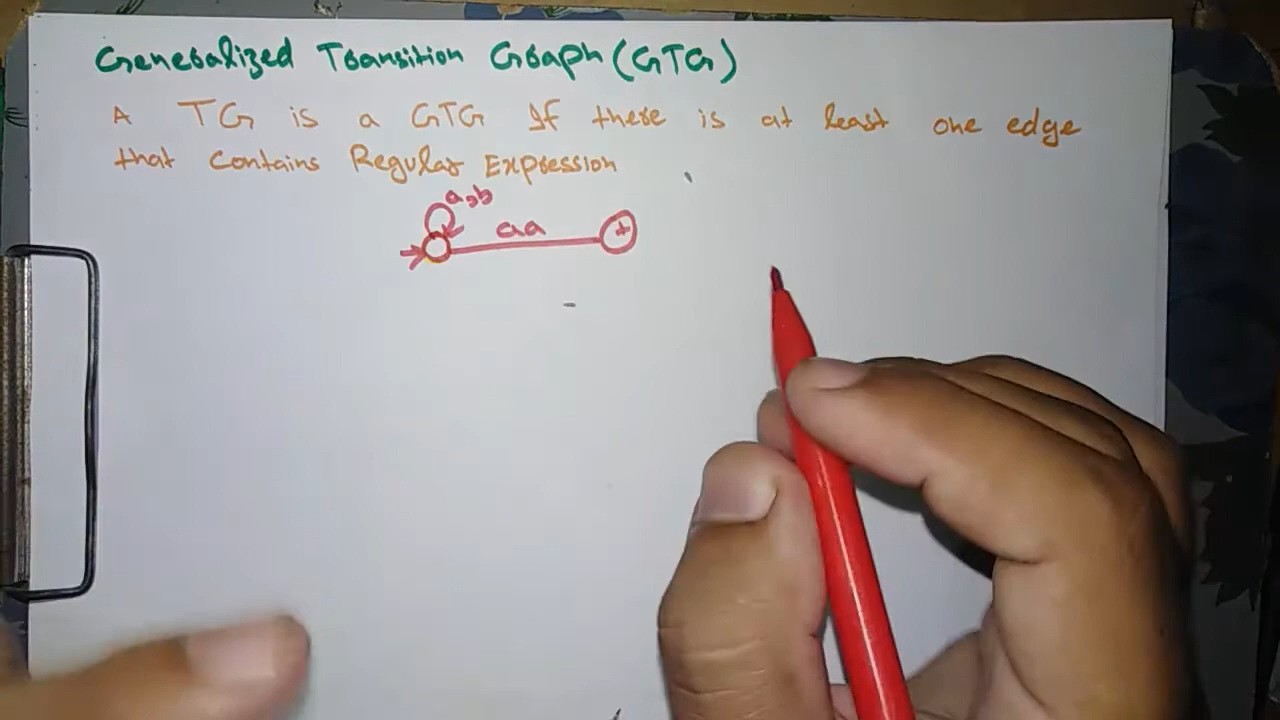 Generalized Transition Graph (GTG)
A TG is a GTG If there is at least one edge
that Contains Regular Expression
a,b
aa
+